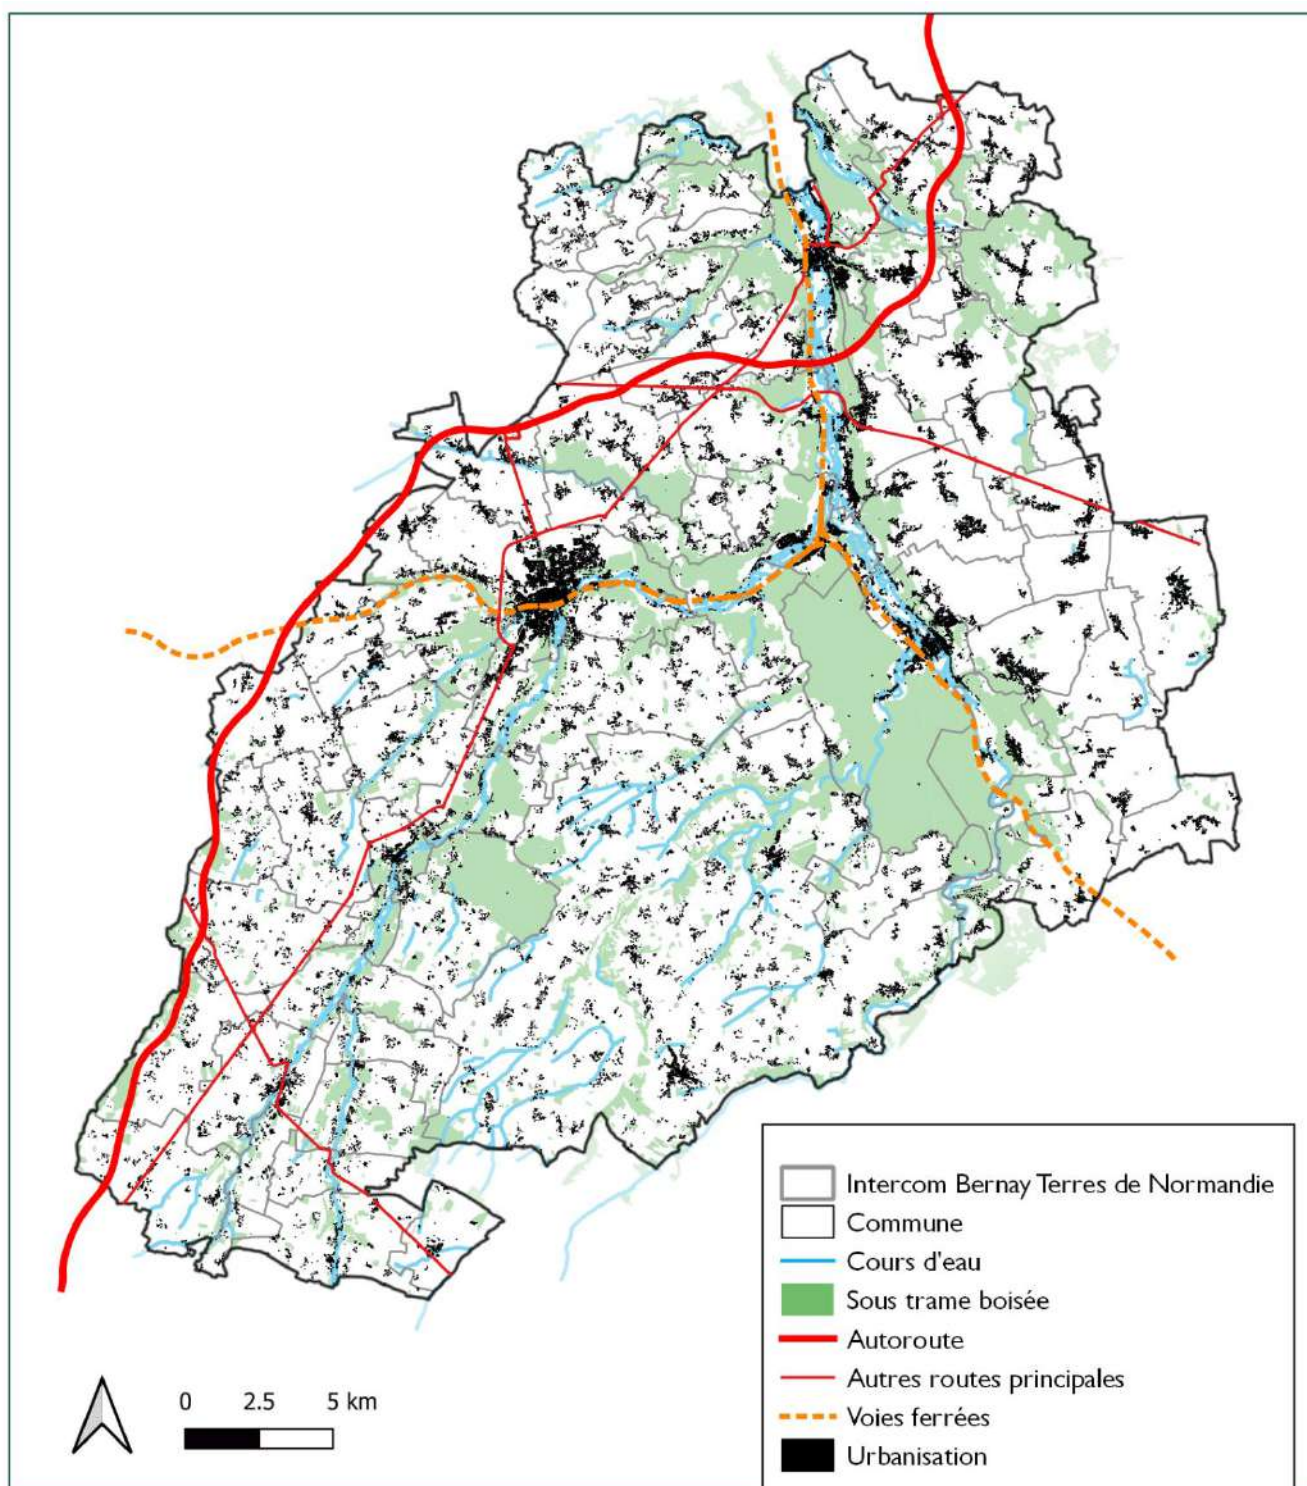 Intercom Bernay Terres de Normandie
Commune
Cours d'eau
Sous trame boisée
Autoroute
Autres routes principales
Voies ferrées
Urbanisation
0 2.5 5 km